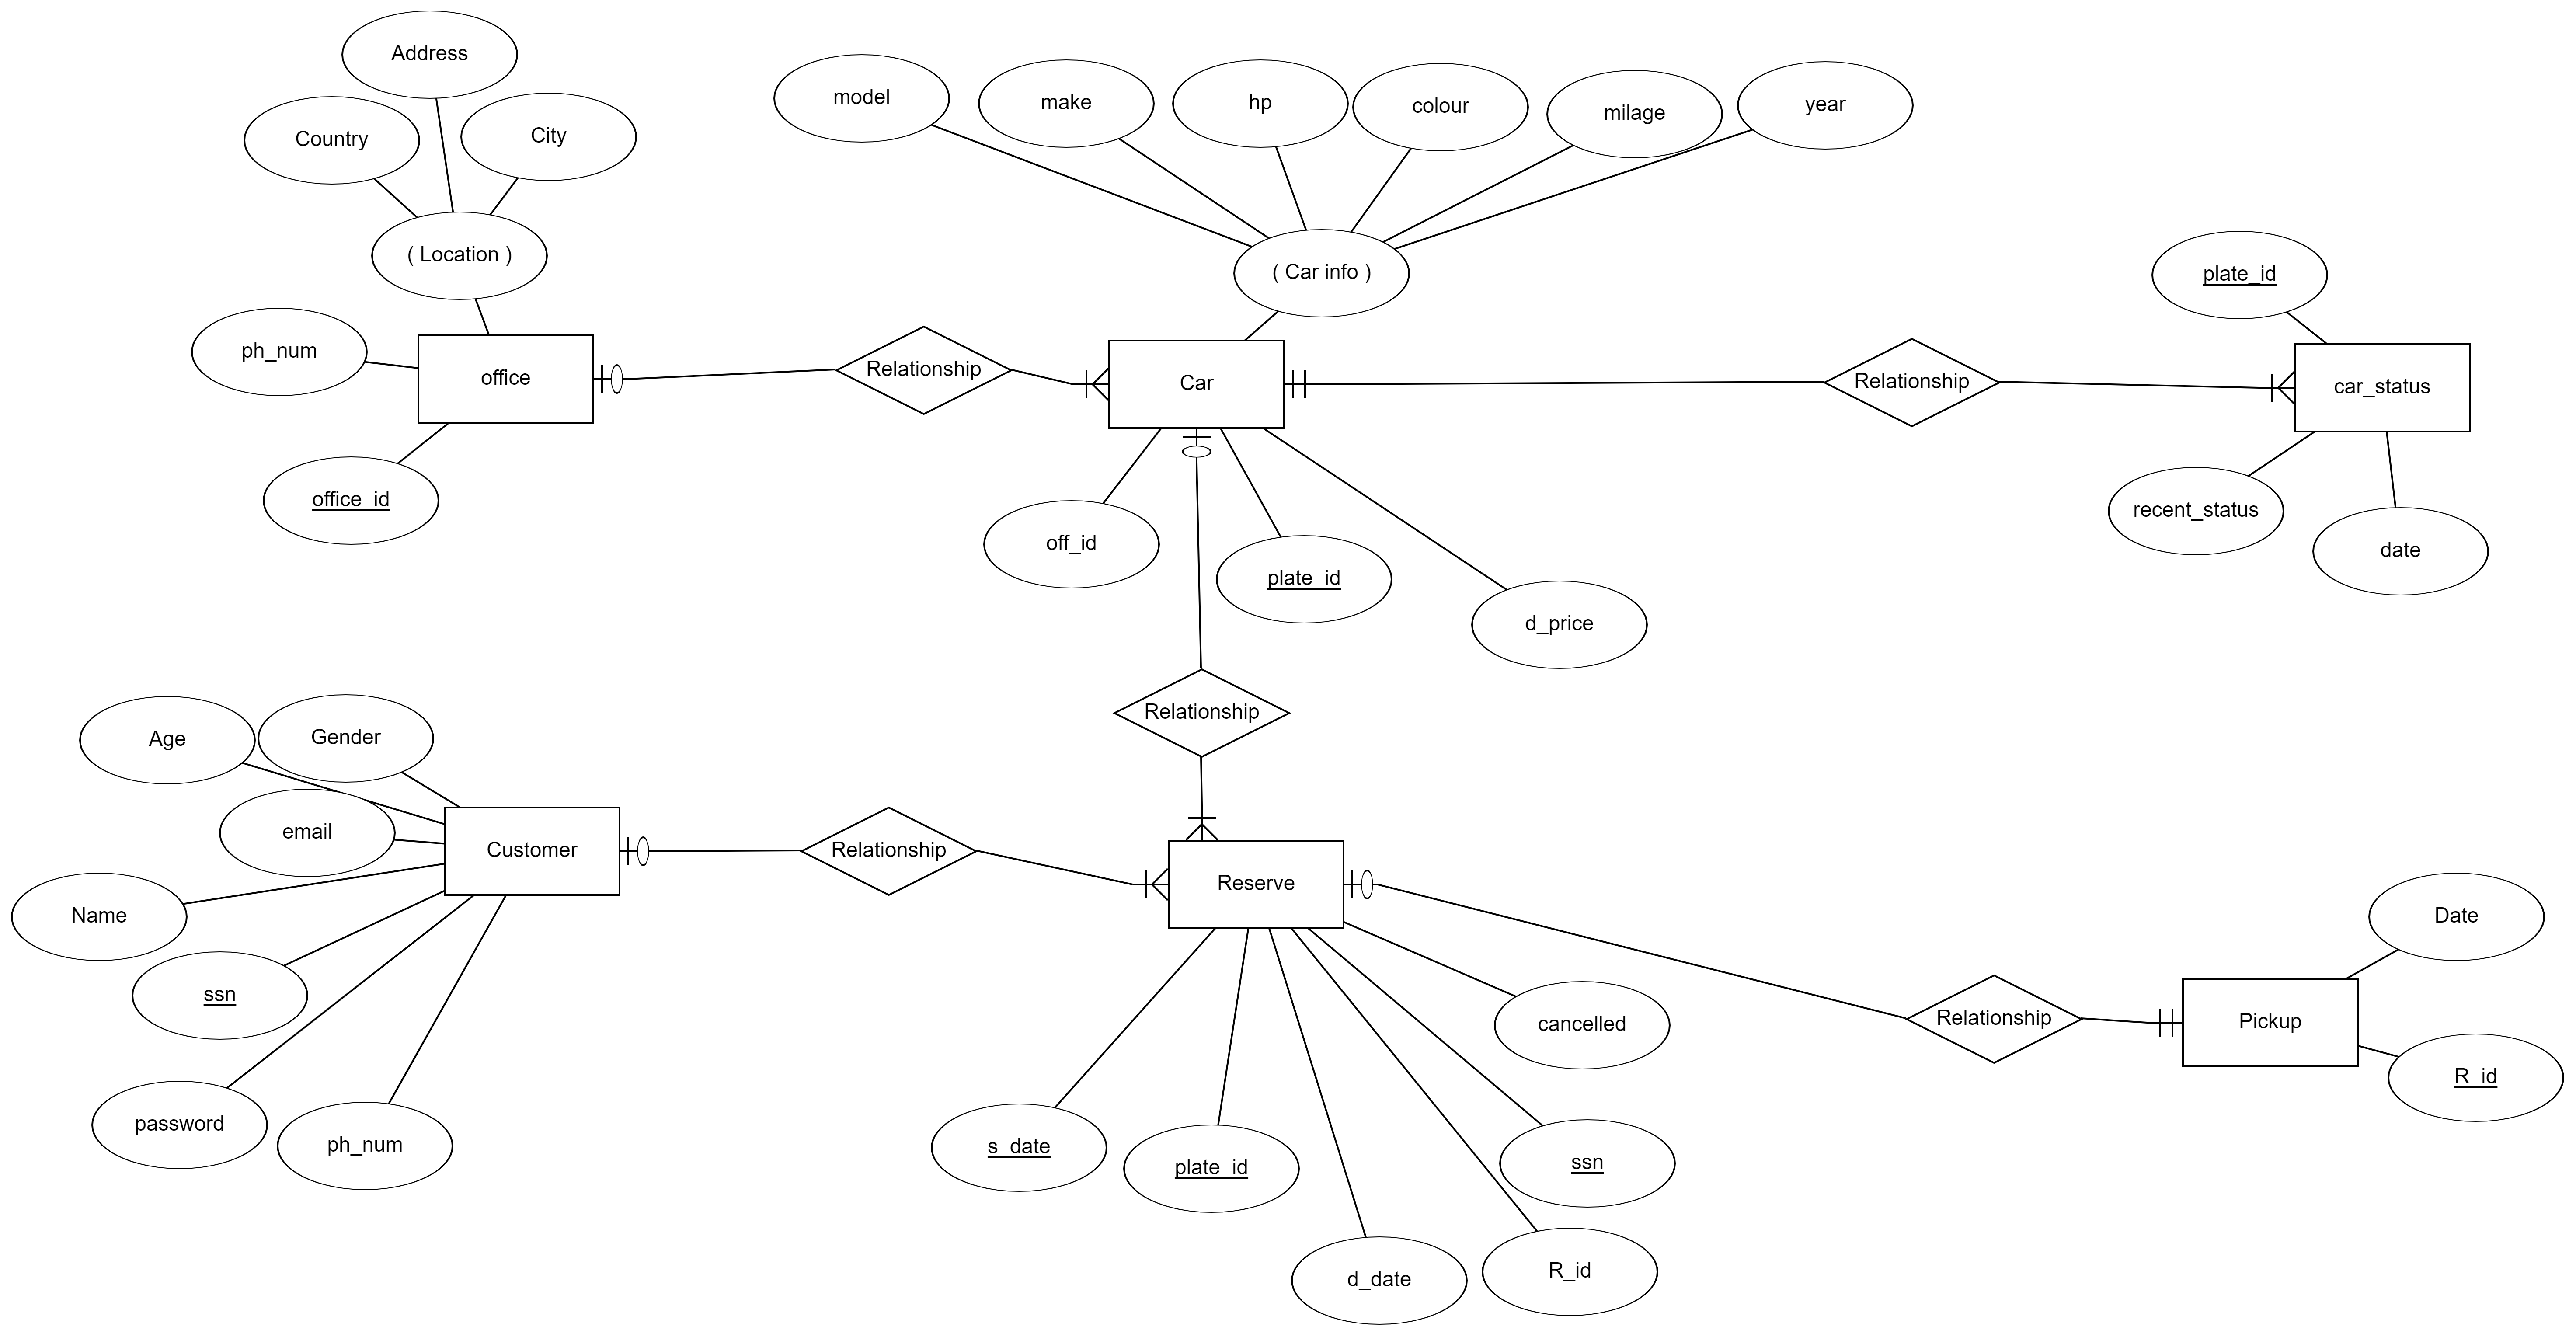 Address
Country
City
( Location )
ph_num
office
office_id
model
make
hp
colour
milage
year
( Car info )
Relationship
Car
off_id
plate_id
d_price
Relationship
plate_id
car_status
recent_status
date
Relationship
Age
Gender
email
Name
ssn
password
ph_num
Customer
Relationship
Reserve
s_date
plate_id
d_date
R_id
ssn
cancelled
Relationship
Pickup
Date
R_id